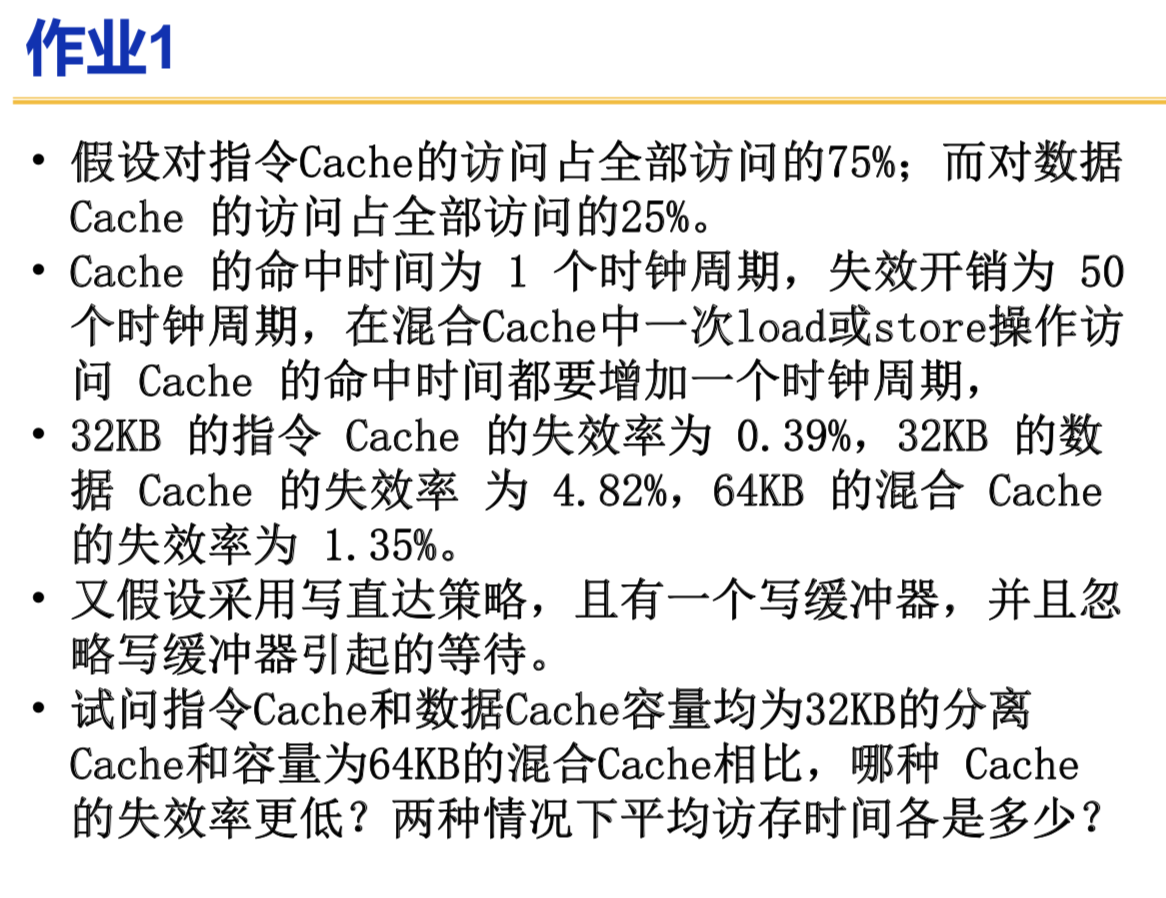 作业1
• 假设对指令Cache的访问占全部访问的75%；而对数据
Cache 的访问占全部访问的25%。
• Cache 的命中时间为 1 个时钟周期，失效开销为 50
个时钟周期，在混合Cache中一次load或store操作访
问 Cache 的命中时间都要增加一个时钟周期，
• 32KB 的指令 Cache 的失效率为 0.39%，32KB 的数
据 Cache 的失效率 为 4.82%，64KB 的混合 Cache
的失效率为 1.35%。
• 又假设采用写直达策略，且有一个写缓冲器，并且忽
略写缓冲器引起的等待。
• 试问指令Cache和数据Cache容量均为32KB的分离
Cache和容量为64KB的混合Cache相比，哪种 Cache
的失效率更低？两种情况下平均访存时间各是多少？